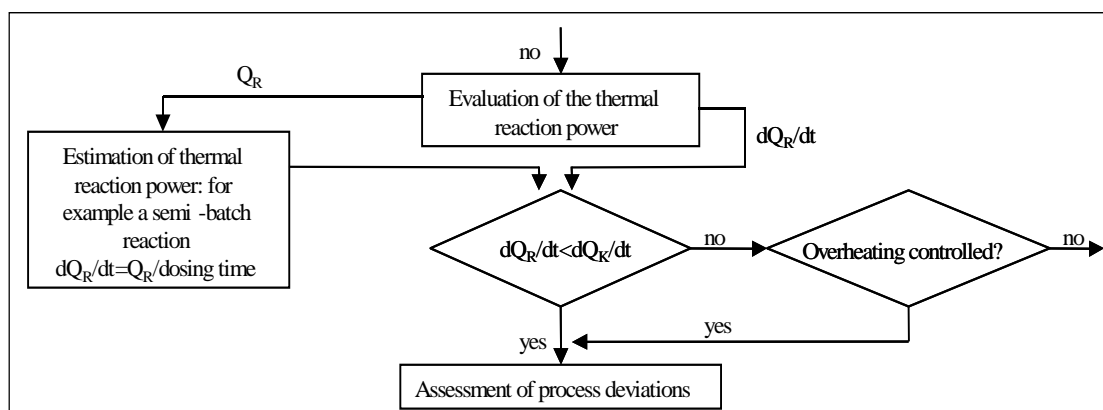 no
Q_R
Evaluation of the thermal
reaction power
dQ_R/dt
Estimation of thermal
reaction power: for
example a semi -batch
reaction
dQ_R/dt=Q_R/dosing time
dQ_R/dt<dQ_K/dt
no
Overheating controlled?
no
yes
yes
Assessment of process deviations